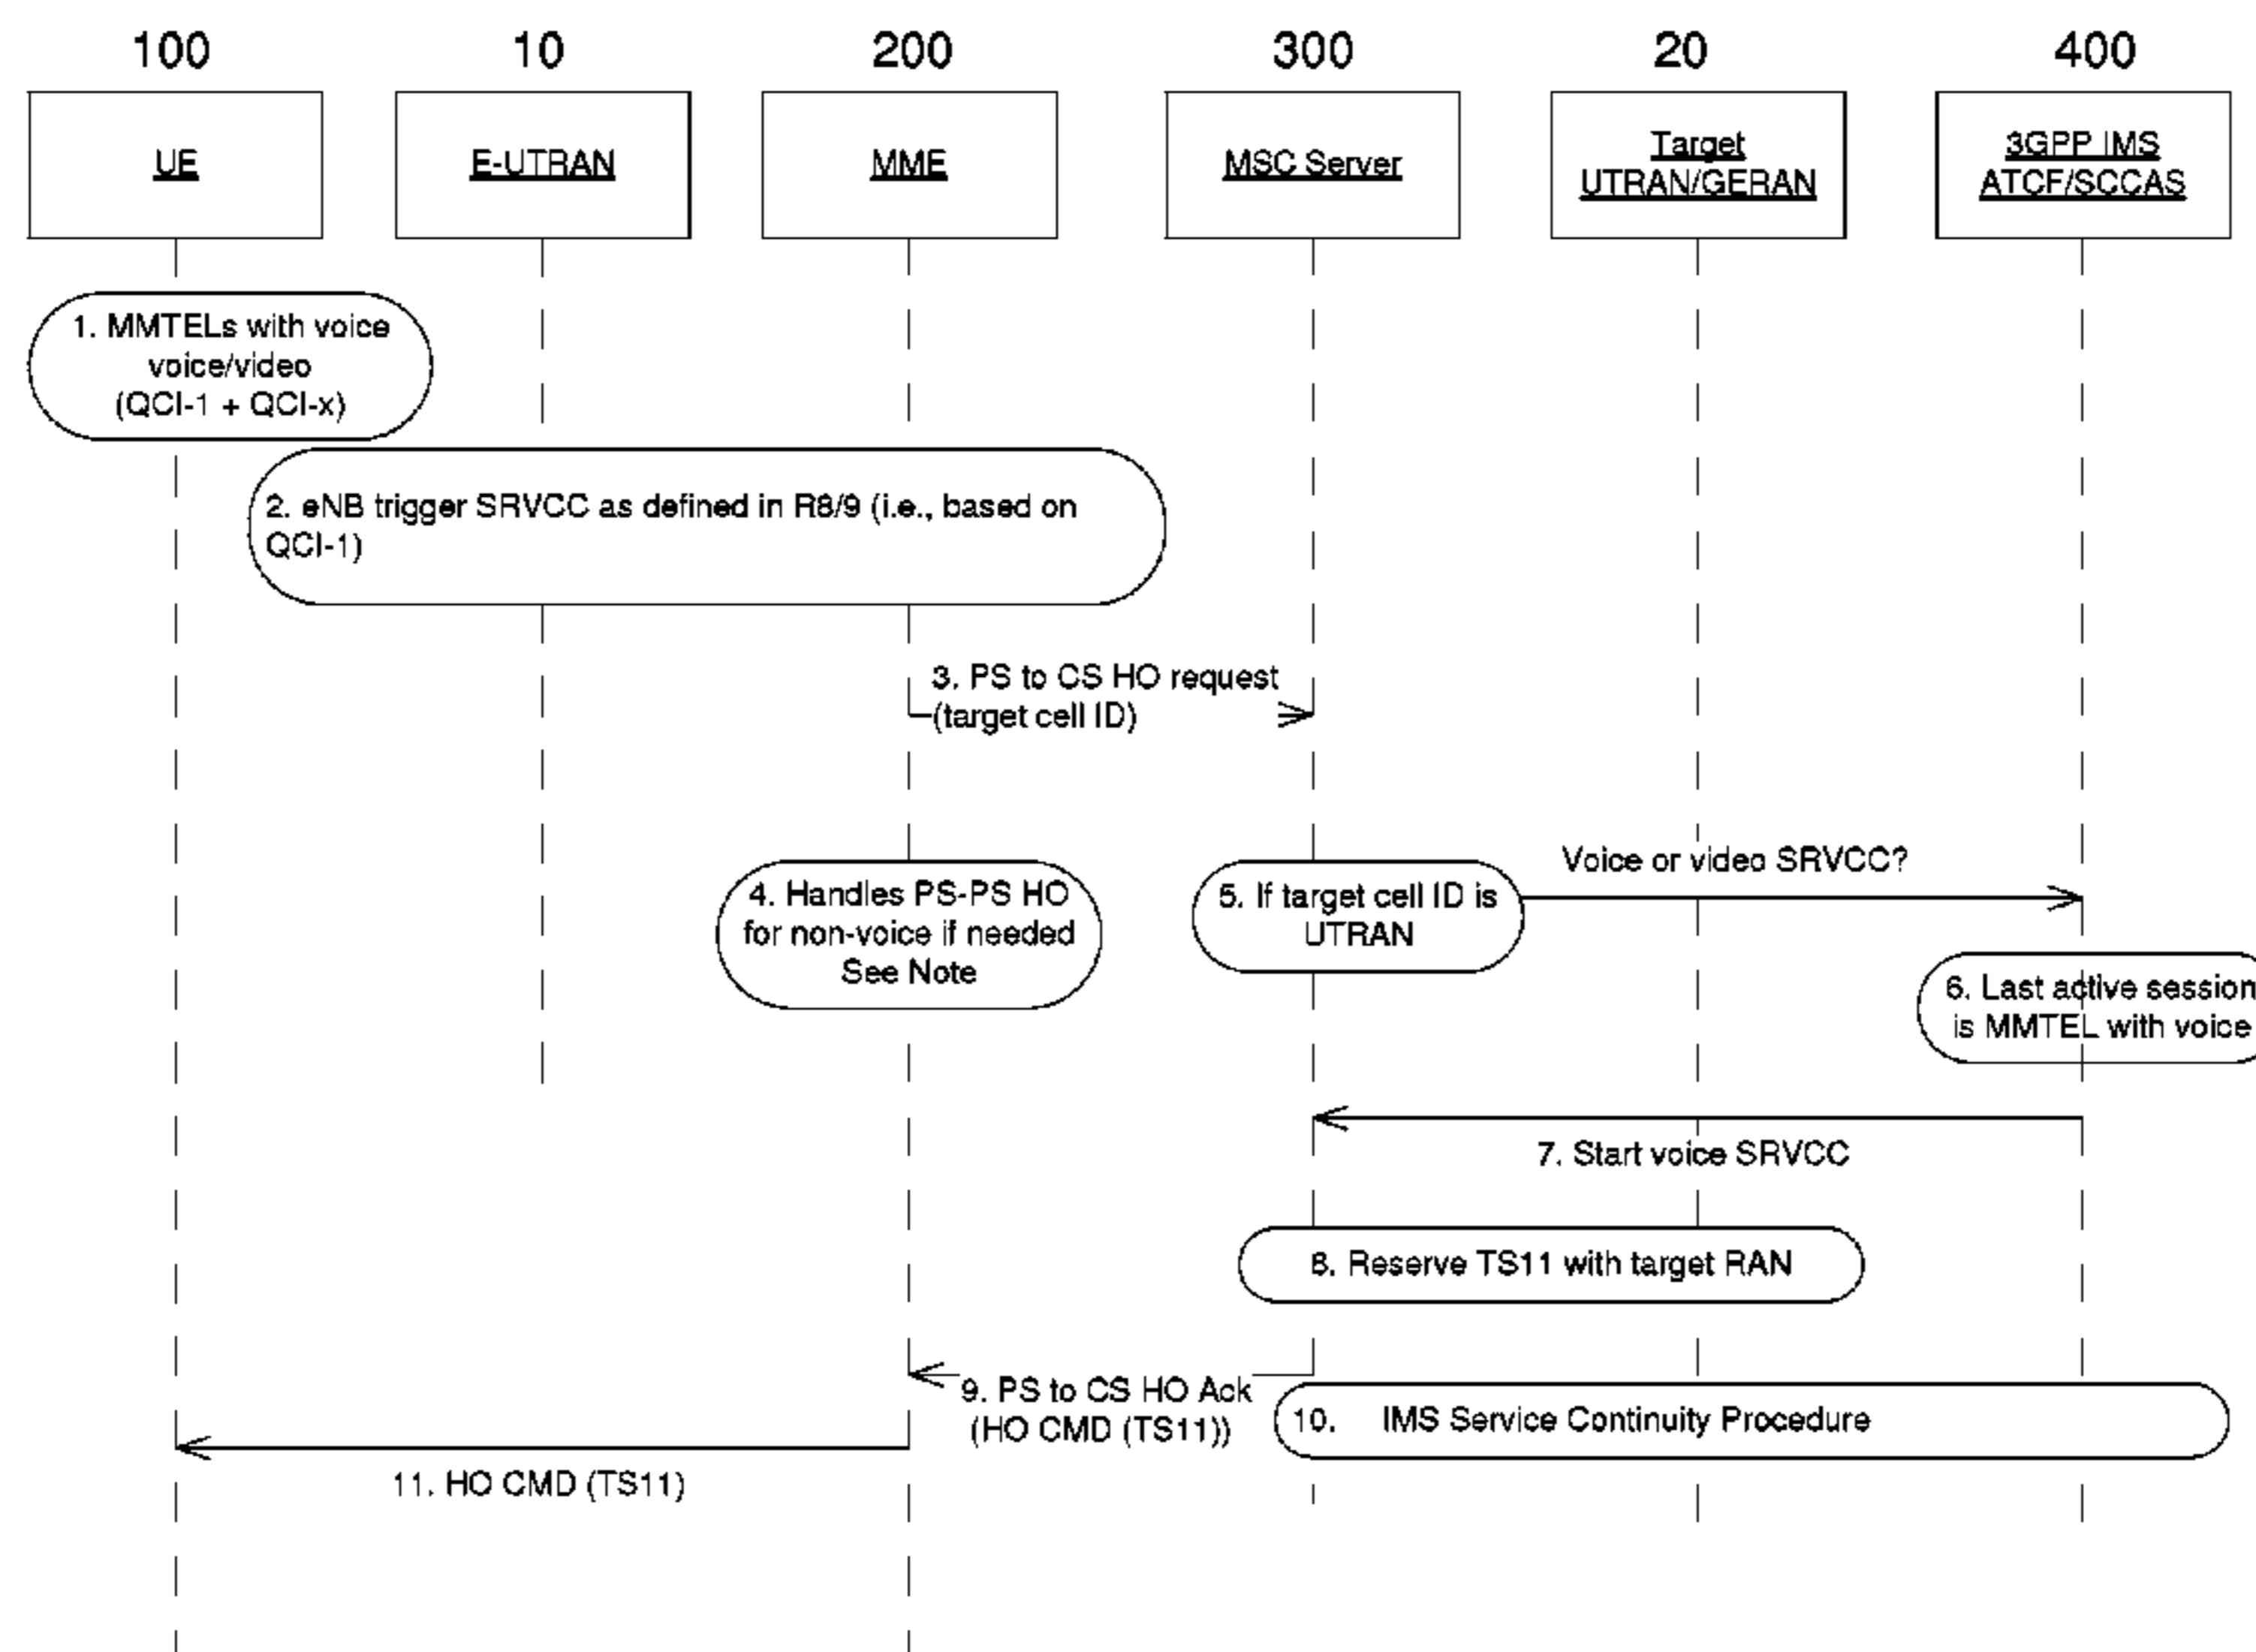 100
10
200
300
20
400
UE
E-UTRAN
MME
MSC Server
Target
UTRAN/GERAN
3GPP IMS
ATCF/SCCAS
1. MMTELs with voice
voice/video
(QCI-1 + QCI-x)
2. eNB trigger SRVCC as defined in R8/9 (i.e., based on
QCI-1)
3. PS to CS HO request
(target cell ID)
4. Handles PS-PS HO
for non-voice if needed
See Note
5. If target cell ID is
UTRAN
Voice or video SRVCC?
6. Last active session
is MMTEL with voice
7. Start voice SRVCC
8. Reserve TS11 with target RAN
9. PS to CS HO Ack
(HO CMD (TS11))
10. IMS Service Continuity Procedure
11. HO CMD (TS11)